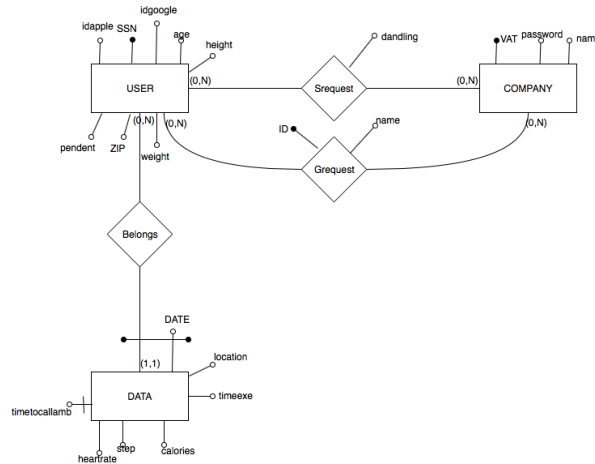 idgoogle
idapple
SSN
age
height
dandling
VAT
password
nam
USER
(0,N)
Srequest
(0,N)
COMPANY
(0,N)
(0,N)
ID
name
(0,N)
pendent
ZIP
weight
Grequest
Belongs
DATE
(1,1)
location
DATA
timeexe
timetocallamb
heartrate
step
calories